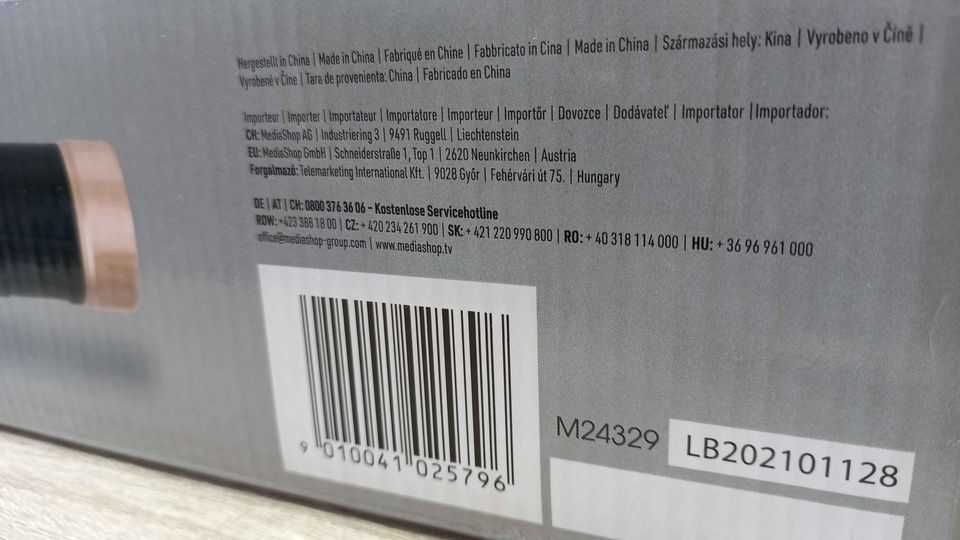 Hergestellt in China | Made in China | Fabriqué en Chine | Fabbricato in Cina | Made in China | Származási hely: Kína | Vyrobeno v Číně |
Vyrobené v Čine | Tara de provenienta: China | Fabricado en China
Importeur | Importer | Importateur | Importatore | Importeur | Importőr | Dovozce | Dodávateľ | Importator | Importador:
CH: MediaShop AG | Industriering 3 | 9491 Ruggell | Liechtenstein
EU: MediaShop GmbH | Schneiderstraße 1, Top 1 | 2620 Neunkirchen | Austria
Forgalmazó: Telemarketing International Kft. | 9028 Győr | Fehérvári út 75. | Hungary
DE | AT | CH: 0800 376 36 06 – Kostenlose Servicehotline
ROW: +423 388 18 00 | CZ: + 420 234 261 900 | SK: + 421 220 990 800 | RO: + 40 318 114 000 | HU: + 36 96 961 000
office@mediashop-group.com | www.mediashop.tv
9 010041 025796
M24329
LB202101128